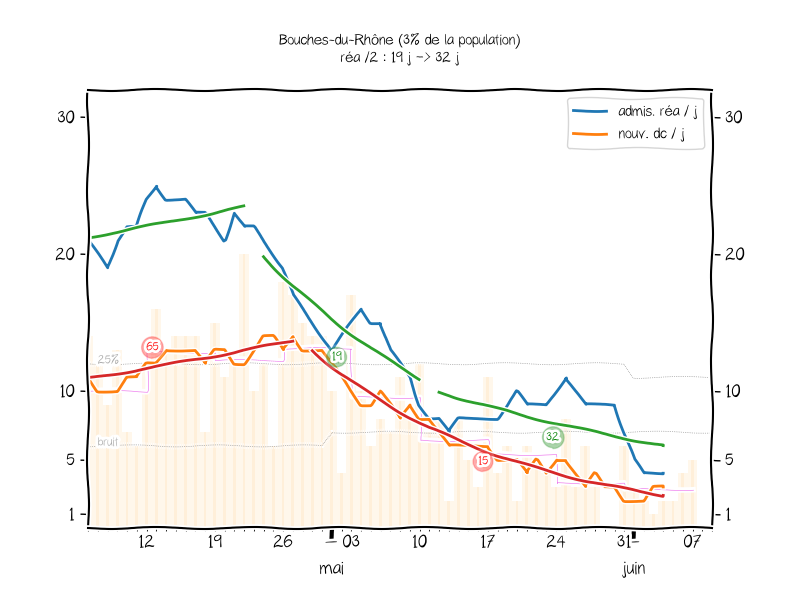 Bouches-du-Rhône (3% de la population)
réa /2 : 19 j -> 32 j
admis. réa / j
nouv. dc / j
30
30
20
20
65
19
25%
10
10
32
bruit
15
5
5
1
1
12 19 26 03 10 17 24 31 07
mai juin